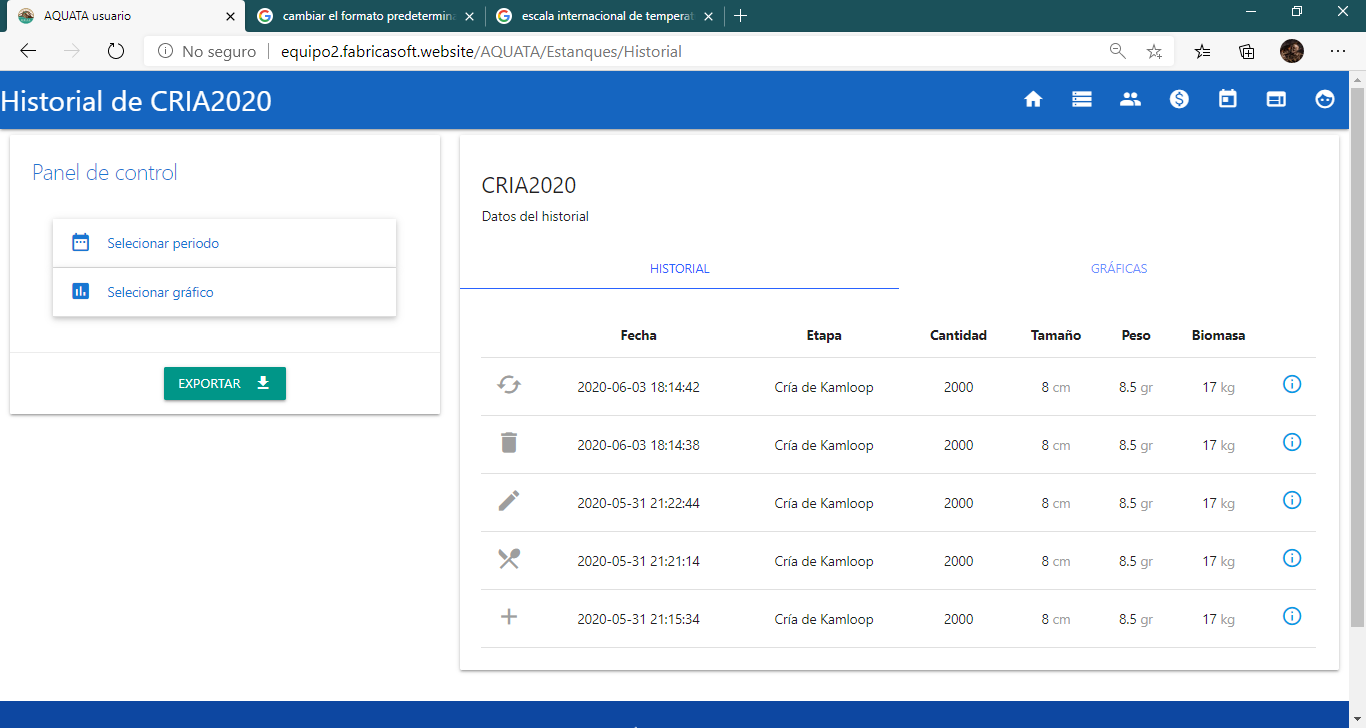 AQUATA usuario
cambiar el formato predetermina
escala internacional de temperat
No seguro
equipo2.fabricasoft.website/AQUATA/Estanques/Historial
Historial de CRIA2020
Panel de control
Selecionar periodo
Selecionar gráfico
EXPORTAR
CRIA2020
Datos del historial
HISTORIAL GRÁFICAS
Fecha Etapa Cantidad Tamaño Peso Biomasa
2020-06-03 18:14:42 Cría de Kamloop 2000 8 cm 8.5 gr 17 kg
2020-06-03 18:14:38 Cría de Kamloop 2000 8 cm 8.5 gr 17 kg
2020-05-31 21:22:44 Cría de Kamloop 2000 8 cm 8.5 gr 17 kg
2020-05-31 21:21:14 Cría de Kamloop 2000 8 cm 8.5 gr 17 kg
2020-05-31 21:15:34 Cría de Kamloop 2000 8 cm 8.5 gr 17 kg